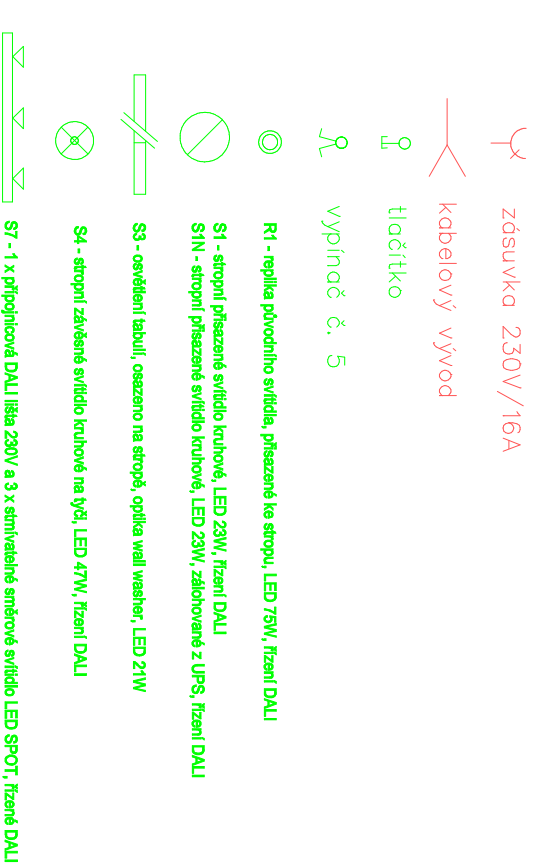 zásuvka 230V/16A
kabelový vývod
tlačítko
vypínač č. 5
R1 - replika původního svítidla, přisazené ke stropu, LED 75W, řízení DALI
S1 - stropní přisazené svítidlo kruhové, LED 23W, řízení DALI
S1N - stropní přisazené svítidlo kruhové, LED 23W, zálohované z UPS, řízení DALI
S3 - osvětlení tabulí, osazeno na stropě, optika wall washer, LED 21W
S4 - stropní závěsné svítidlo kruhové na tyči, LED 47W, řízení DALI
S7 - 1 x přípojnicová DALI lišta 230V a 3 x stmívatelné směrové svítidlo LED SPOT, řízené DALI